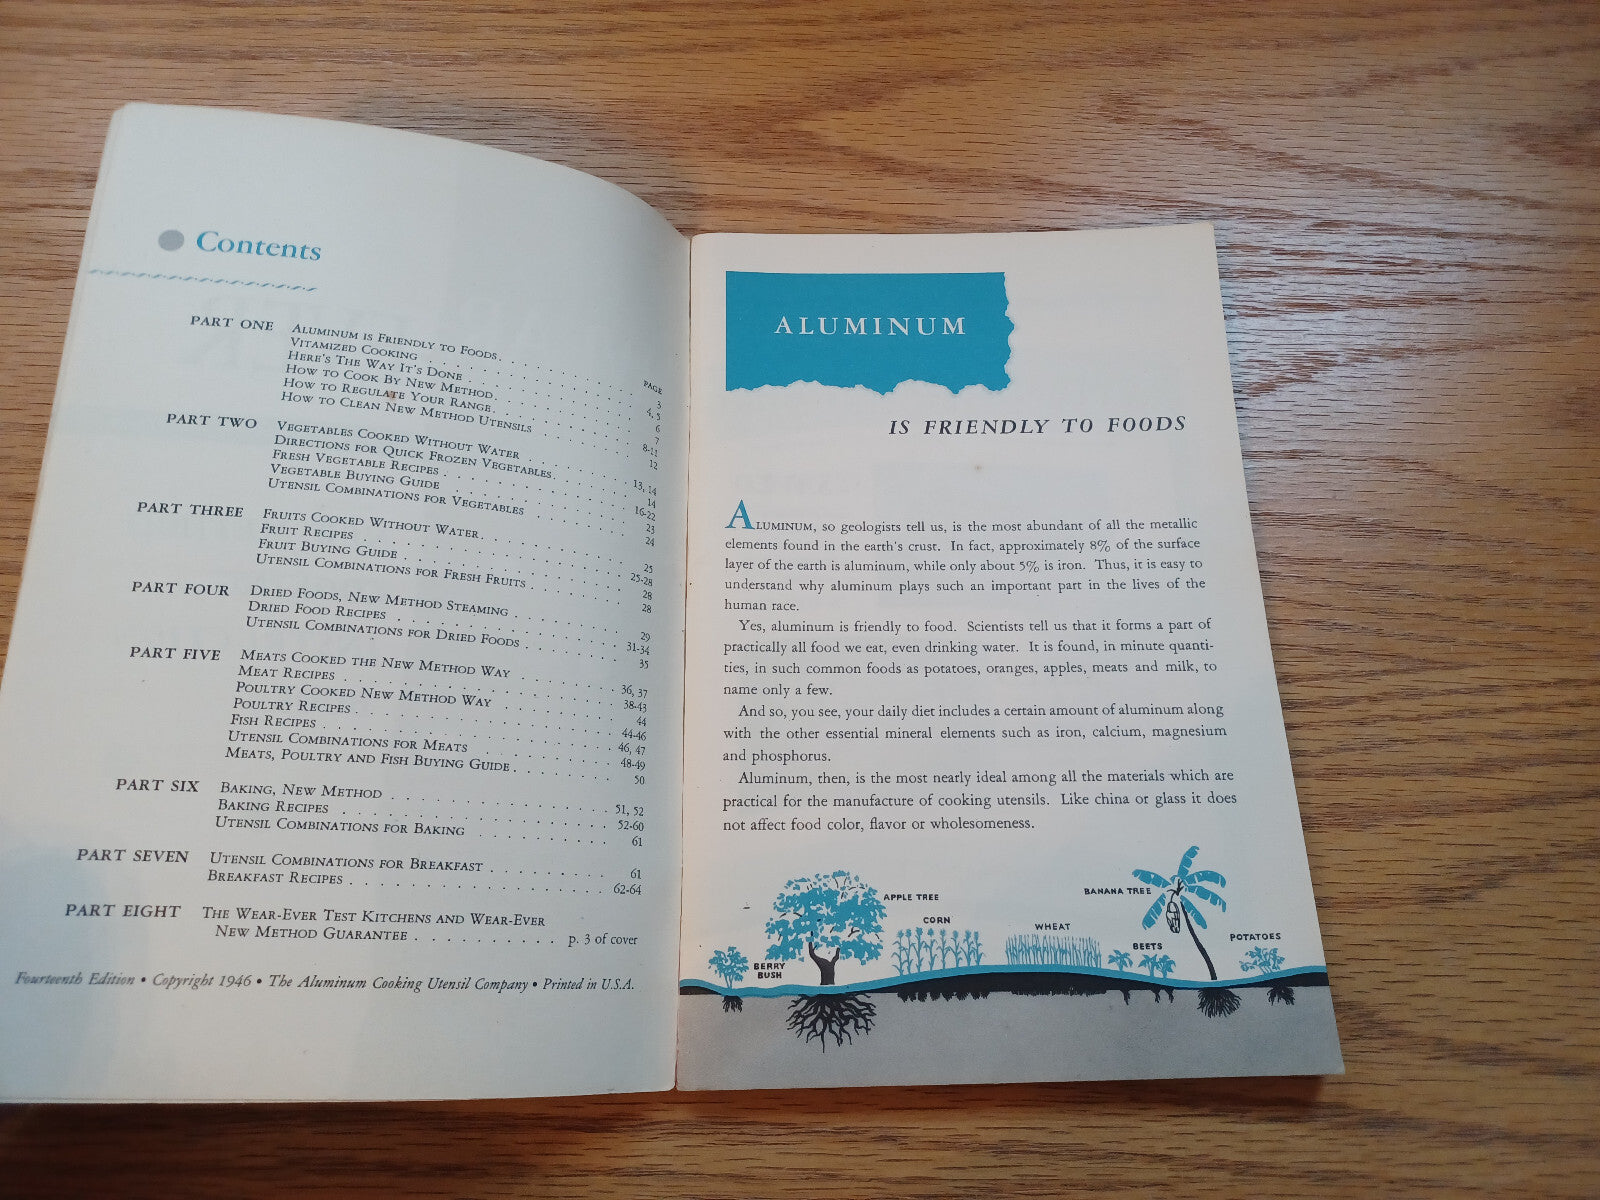 Contents
PAGE
PART ONE ALUMINUM IS FRIENDLY TO FOODS. . . . . . . . . . . 3
VITAMIZED COOKING . . . . . . . . . . . 4, 5
HERE'S THE WAY IT'S DONE . . . . . . . . . . . 6
HOW TO COOK BY NEW METHOD. . . . . . . . . . . 7
HOW TO REGULATE YOUR RANGE. . . . . . . . . . . 8-11
HOW TO CLEAN NEW METHOD UTENSILS . . . . . . . . 12
PART TWO VEGETABLES COOKED WITHOUT WATER . . . . . . . . 13, 14
DIRECTIONS FOR QUICK FROZEN VEGETABLES. . . . . . . 14
FRESH VEGETABLE RECIPES . . . . . . . . . . . 16-22
VEGETABLE BUYING GUIDE . . . . . . . . . . . 23
UTENSIL COMBINATIONS FOR VEGETABLES . . . . . . . . 24
PART THREE FRUITS COOKED WITHOUT WATER. . . . . . . . . 25
FRUIT RECIPES . . . . . . . . . . . 25-28
FRUIT BUYING GUIDE . . . . . . . . . . . 28
UTENSIL COMBINATIONS FOR FRESH FRUITS . . . . . . . . 28
PART FOUR DRIED FOODS, NEW METHOD STEAMING . . . . . . . . 29
DRIED FOOD RECIPES . . . . . . . . . . . 31-34
UTENSIL COMBINATIONS FOR DRIED FOODS . . . . . . . . 35
PART FIVE MEATS COOKED THE NEW METHOD WAY . . . . . . . 36, 37
MEAT RECIPES . . . . . . . . . . . 38-43
POULTRY COOKED NEW METHOD WAY . . . . . . . . 44
POULTRY RECIPES . . . . . . . . . . . 44-46
FISH RECIPES . . . . . . . . . . . 46, 47
UTENSIL COMBINATIONS FOR MEATS . . . . . . . . 48-49
MEATS, POULTRY AND FISH BUYING GUIDE . . . . . . . . 50
PART SIX BAKING, NEW METHOD . . . . . . . . . . . 51, 52
BAKING RECIPES . . . . . . . . . . . 52-60
UTENSIL COMBINATIONS FOR BAKING . . . . . . . . 61
PART SEVEN UTENSIL COMBINATIONS FOR BREAKFAST . . . . . . . . 61
BREAKFAST RECIPES . . . . . . . . . . . 62-64
PART EIGHT THE WEAR-EVER TEST KITCHENS AND WEAR-EVER
NEW METHOD GUARANTEE . . . . . . . . . . p. 3 of cover
Fourteenth Edition • Copyright 1946 • The Aluminum Cooking Utensil Company • Printed in U.S.A.
ALUMINUM
IS FRIENDLY TO FOODS
ALUMINUM, so geologists tell us, is the most abundant of all the metallic
elements found in the earth's crust. In fact, approximately 8% of the surface
layer of the earth is aluminum, while only about 5% is iron. Thus, it is easy to
understand why aluminum plays such an important part in the lives of the
human race.
Yes, aluminum is friendly to food. Scientists tell us that it forms a part of
practically all food we eat, even drinking water. It is found, in minute quanti-
ties, in such common foods as potatoes, oranges, apples, meats and milk, to
name only a few.
And so, you see, your daily diet includes a certain amount of aluminum along
with the other essential mineral elements such as iron, calcium, magnesium
and phosphorus.
Aluminum, then, is the most nearly ideal among all the materials which are
practical for the manufacture of cooking utensils. Like china or glass it does
not affect food color, flavor or wholesomeness.
BERRY
BUSH
APPLE TREE
CORN
WHEAT
BANANA TREE
BEETS
POTATOES